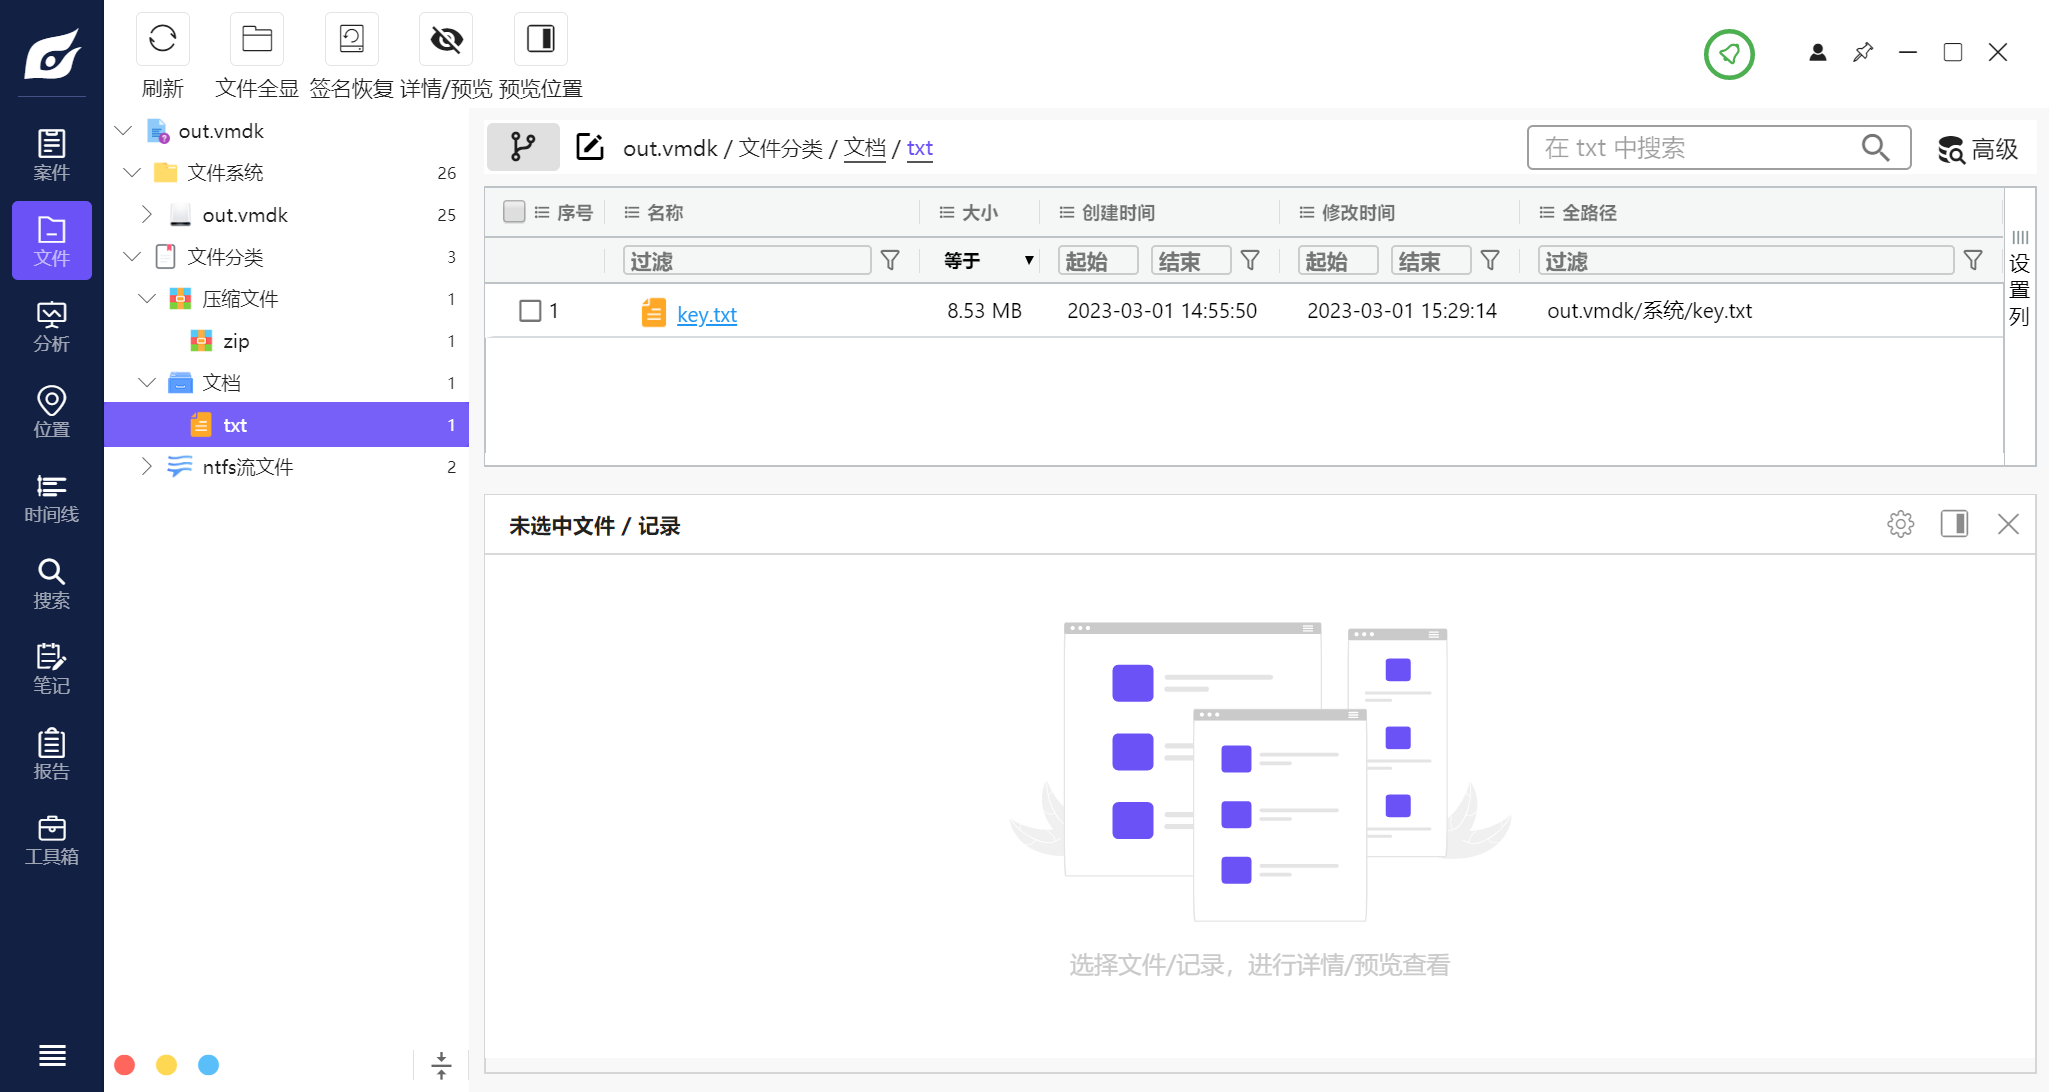 刷新
文件全显
签名恢复
详情/预览
预览位置
案件
文件
分析
位置
时间线
搜索
笔记
报告
工具箱
out.vmdk
文件系统 26
out.vmdk 25
文件分类 3
压缩文件 1
zip 1
文档 1
txt 1
ntfs流文件 2
out.vmdk / 文件分类 / 文档 / txt
在 txt 中搜索
高级
序号 名称 大小 创建时间 修改时间 全路径
过滤 等于 ▼ 起始 结束 起始 结束 过滤
1 key.txt 8.53 MB 2023-03-01 14:55:50 2023-03-01 15:29:14 out.vmdk/系统/key.txt
设置列
未选中文件 / 记录
选择文件/记录，进行详情/预览查看